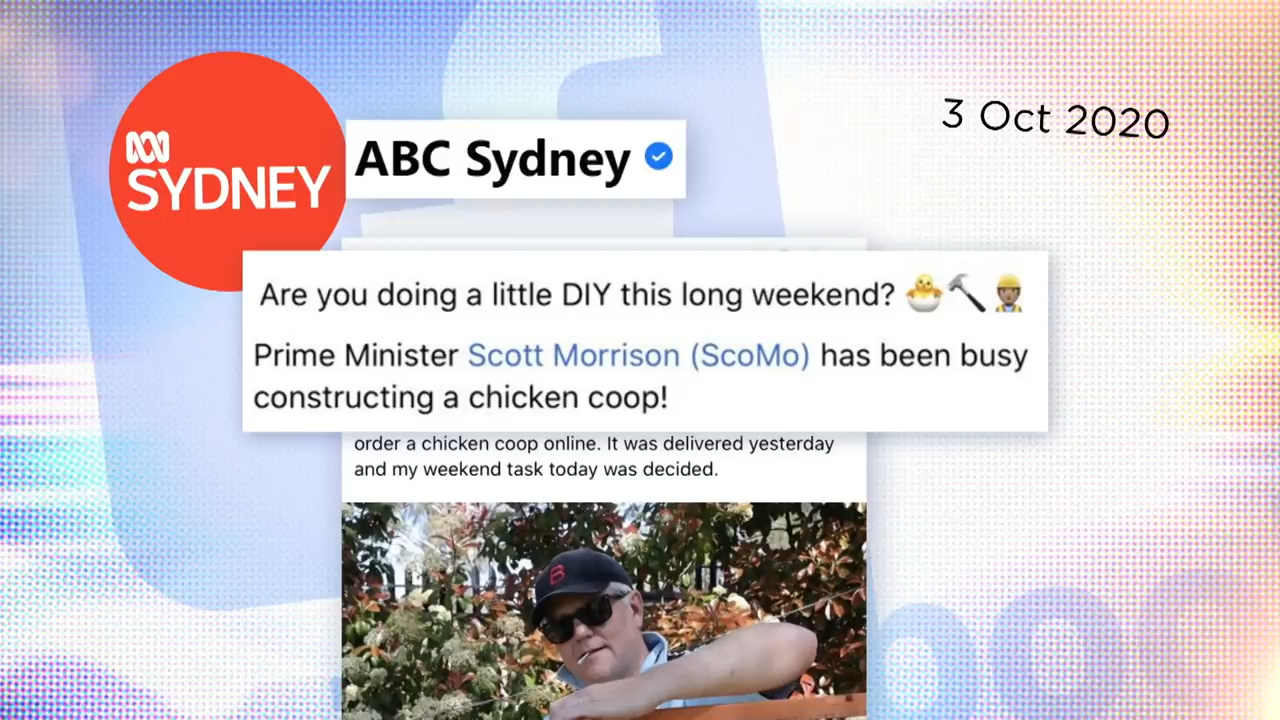 ABC
SYDNEY
ABC Sydney
3 Oct 2020
Are you doing a little DIY this long weekend? 🐣🔨👷🏽
Prime Minister Scott Morrison (ScoMo) has been busy
constructing a chicken coop!
order a chicken coop online. It was delivered yesterday
and my weekend task today was decided.
B